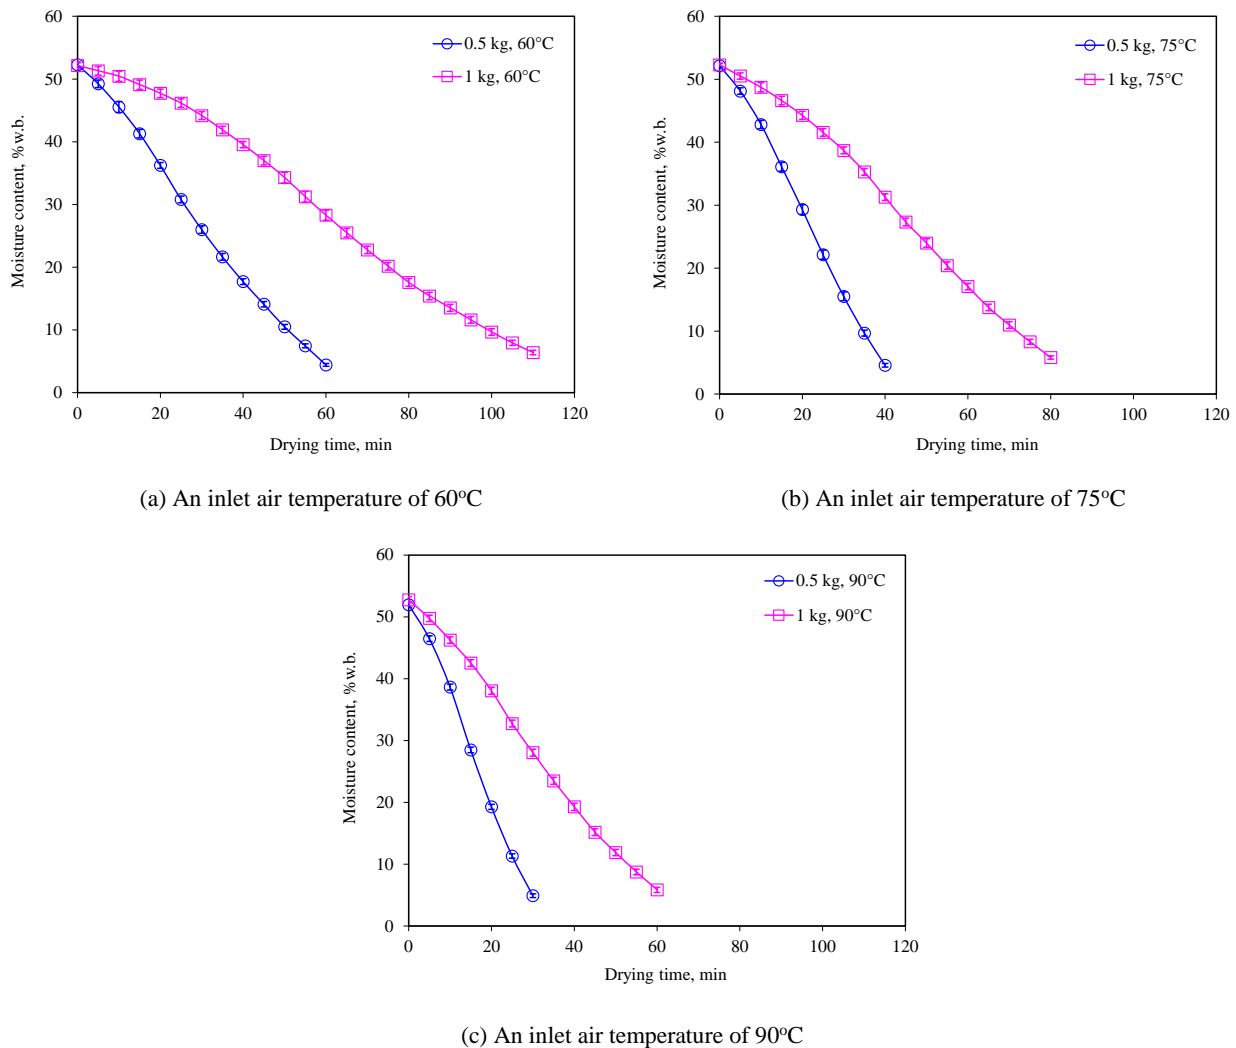 60
50
40
30
20
10
0
Moisture content, %w.b.
0.5 kg, 60°C
1 kg, 60°C
0 20 40 60 80 100 120
Drying time, min
(a) An inlet air temperature of 60°C
60
50
40
30
20
10
0
Moisture content, %w.b.
0.5 kg, 75°C
1 kg, 75°C
0 20 40 60 80 100 120
Drying time, min
(b) An inlet air temperature of 75°C
60
50
40
30
20
10
0
Moisture content, %w.b.
0.5 kg, 90°C
1 kg, 90°C
0 20 40 60 80 100 120
Drying time, min
(c) An inlet air temperature of 90°C